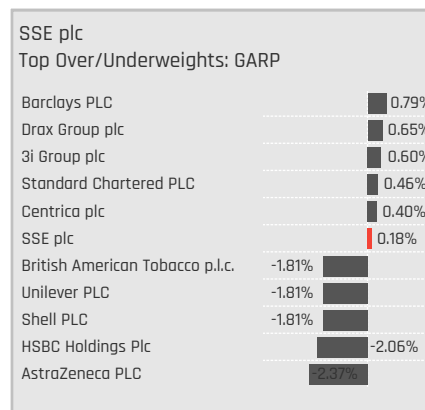 SSE plc
Top Over/Underweights: GARP
Barclays PLC 0.79%
Drax Group plc 0.65%
3i Group plc 0.60%
Standard Chartered PLC 0.46%
Centrica plc 0.40%
SSE plc 0.18%
British American Tobacco p.l.c. -1.81%
Unilever PLC -1.81%
Shell PLC -1.81%
HSBC Holdings Plc -2.06%
AstraZeneca PLC -2.37%